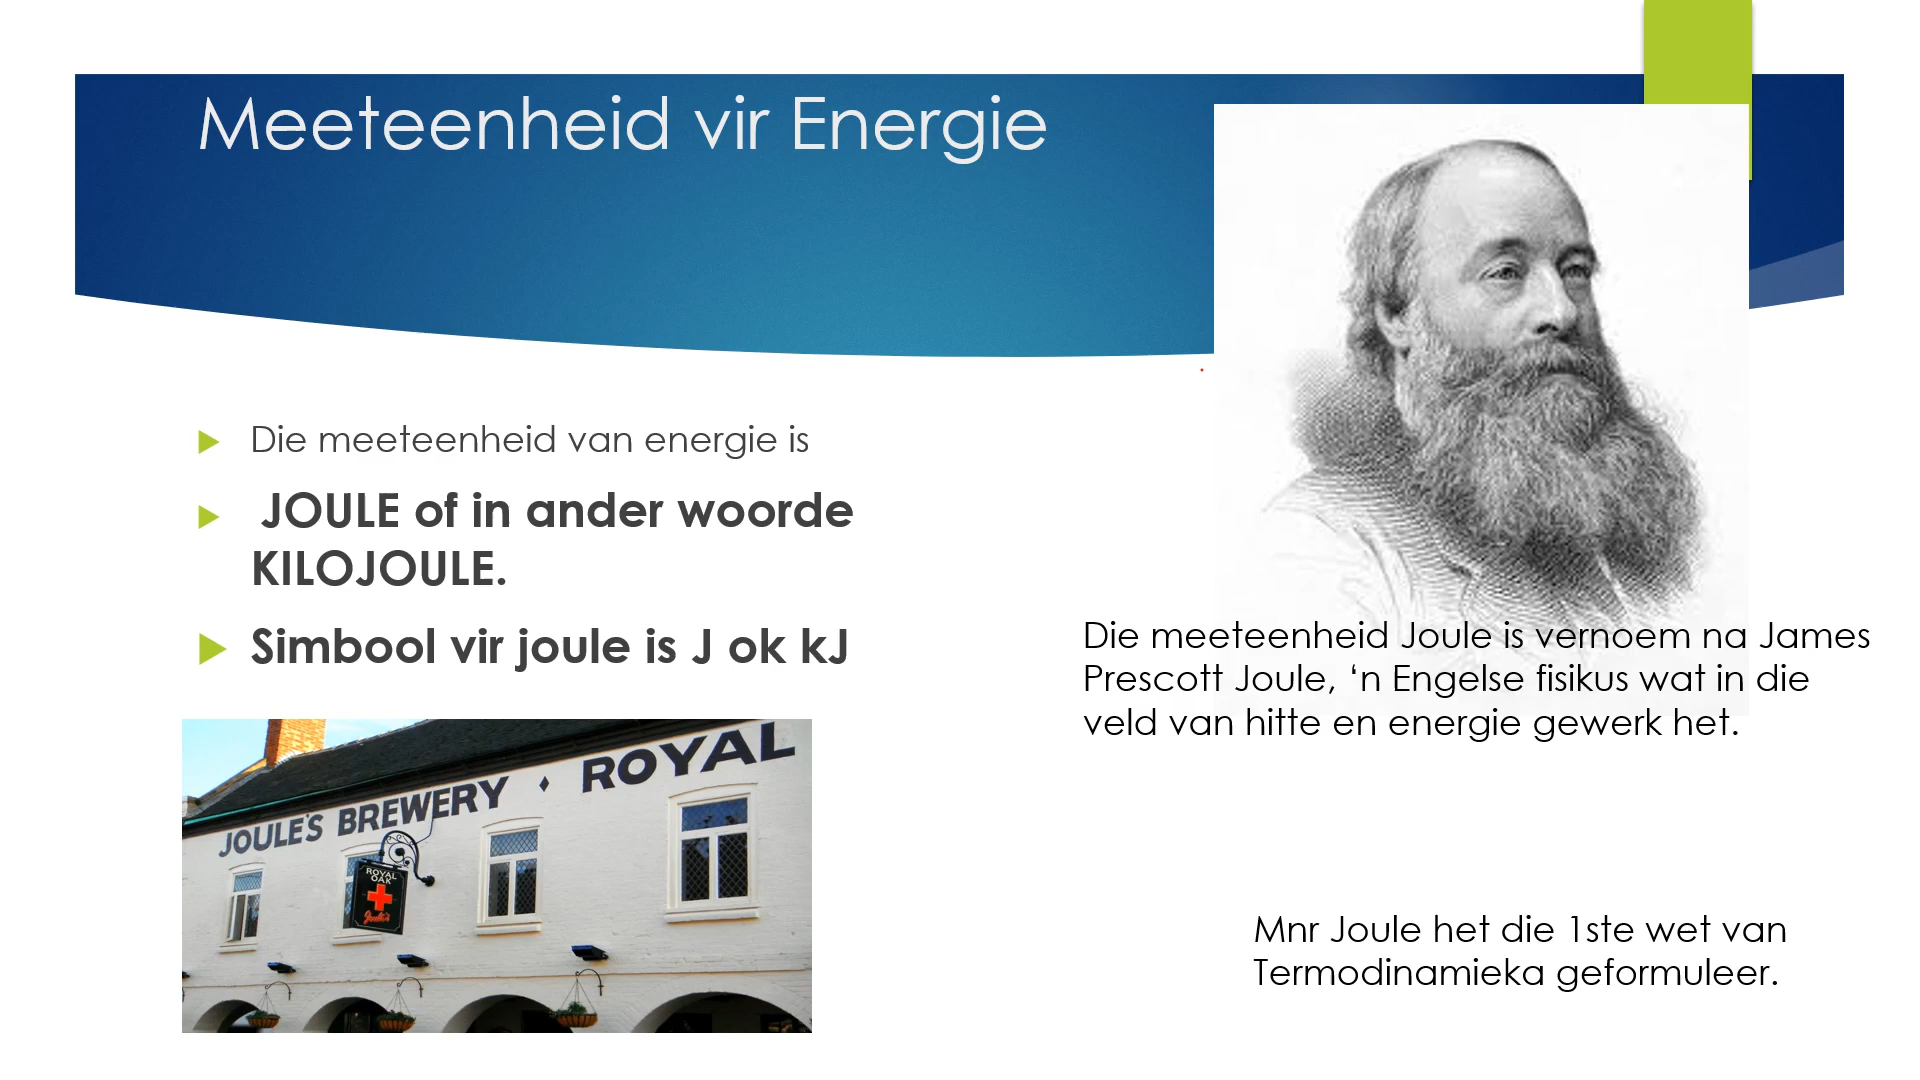 Meeteenheid vir Energie
Die meeteenheid van energie is
JOULE of in ander woorde
KILOJOULE.
Simbool vir joule is J ok kJ
Die meeteenheid Joule is vernoem na James
Prescott Joule, ‘n Engelse fisikus wat in die
veld van hitte en energie gewerk het.
JOULE'S BREWERY ♦ ROYAL
ROYAL
OAK
Joule's
Mnr Joule het die 1ste wet van
Termodinamieka geformuleer.